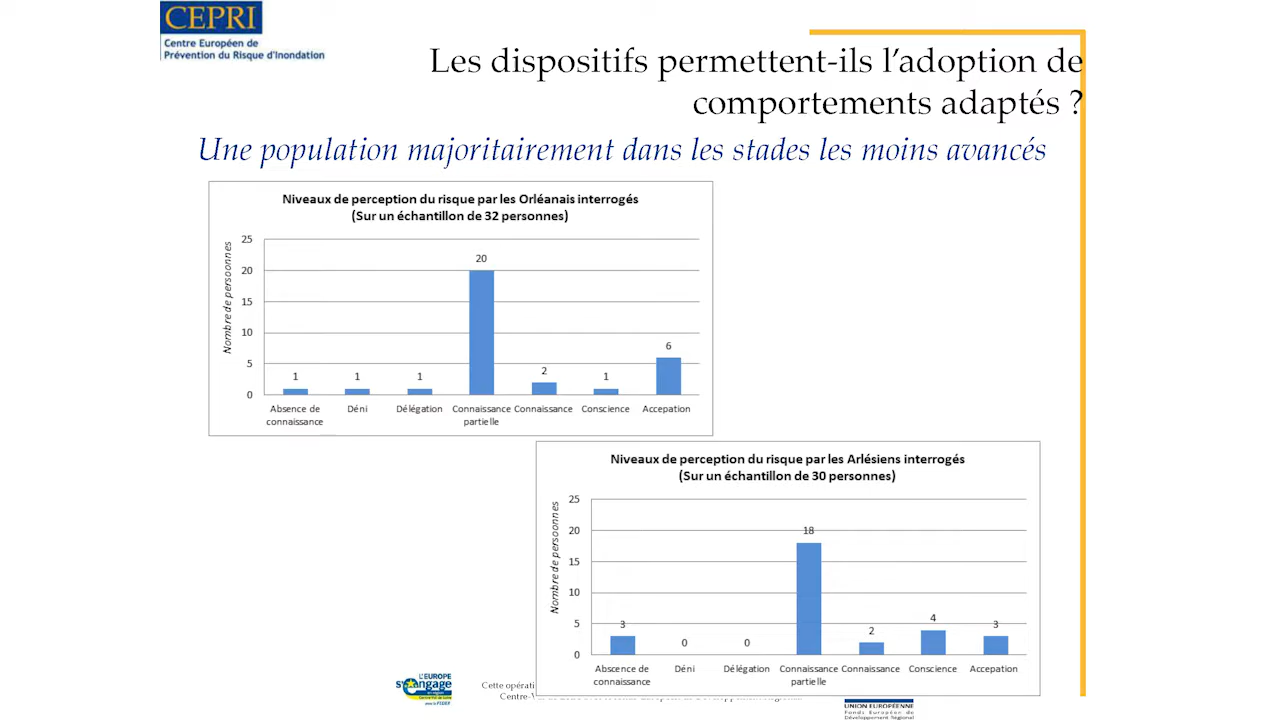 CEPRI
Centre Européen de
Prévention du Risque d'Inondation
Les dispositifs permettent-ils l'adoption de
comportements adaptés ?
Une population majoritairement dans les stades les moins avancés
Niveaux de perception du risque par les Orléanais interrogés
(Sur un échantillon de 32 personnes)
Nombre de persoonnes
25
20
15
10
5
0
1
1
1
20
2
1
6
Absence de connaissance
Déni
Délégation
Connaissance partielle
Connaissance
Conscience
Accepation
Niveaux de perception du risque par les Arlésiens interrogés
(Sur un échantillon de 30 personnes)
Nombre de persoonnes
25
20
15
10
5
0
3
0
0
18
2
4
3
Abscence de connaissance
Déni
Délégation
Connaissance partielle
Connaissance
Conscience
Accepation
L'EUROPE
s'engage
Cette opérati
UNION EUROPÉENNE
Fonds Européen de
Développement Régional